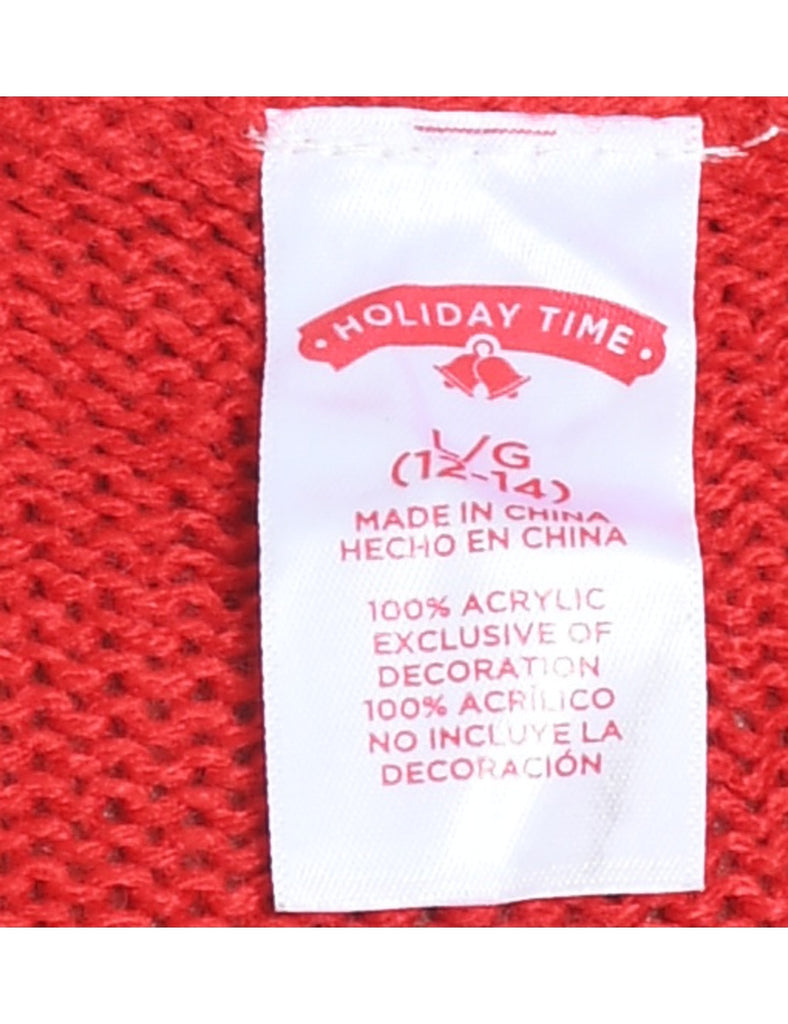 HOLIDAY TIME
L/G
(12-14)
MADE IN CHINA
HECHO EN CHINA
100% ACRYLIC
EXCLUSIVE OF
DECORATION
100% ACRÍLICO
NO INCLUYE LA
DECORACIÓN